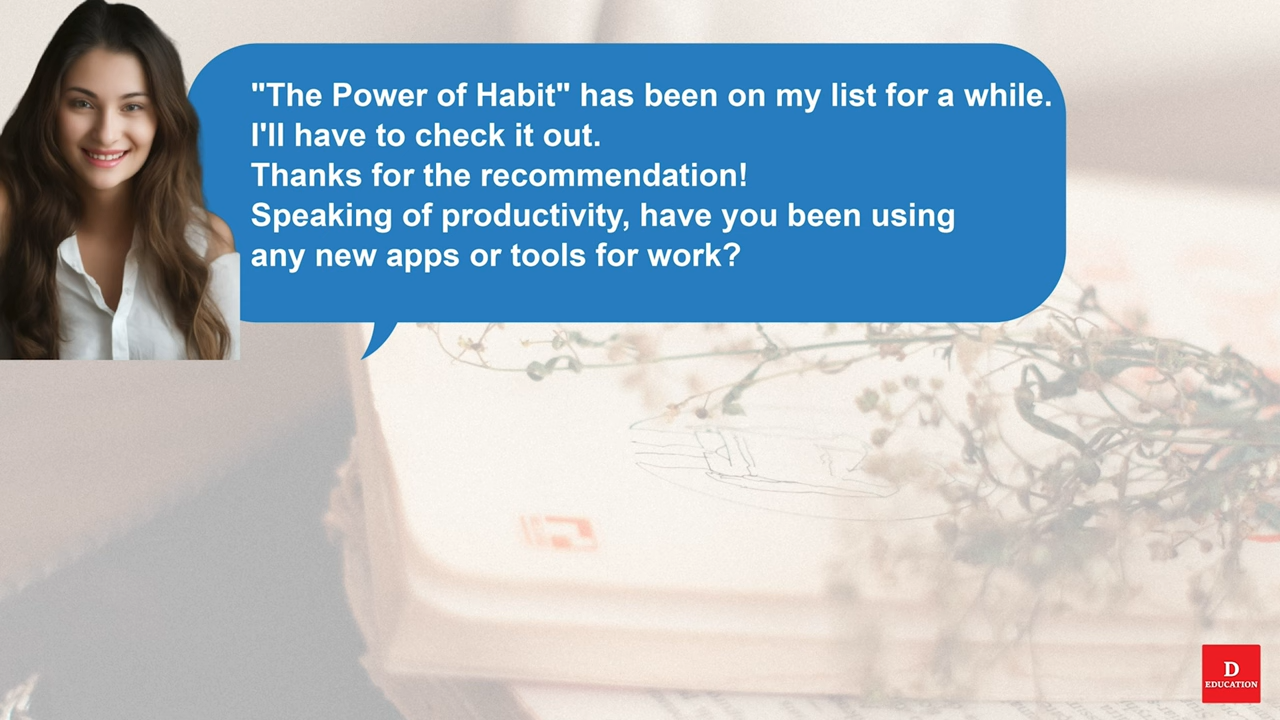 "The Power of Habit" has been on my list for a while.
I'll have to check it out.
Thanks for the recommendation!
Speaking of productivity, have you been using
any new apps or tools for work?
D
EDUCATION